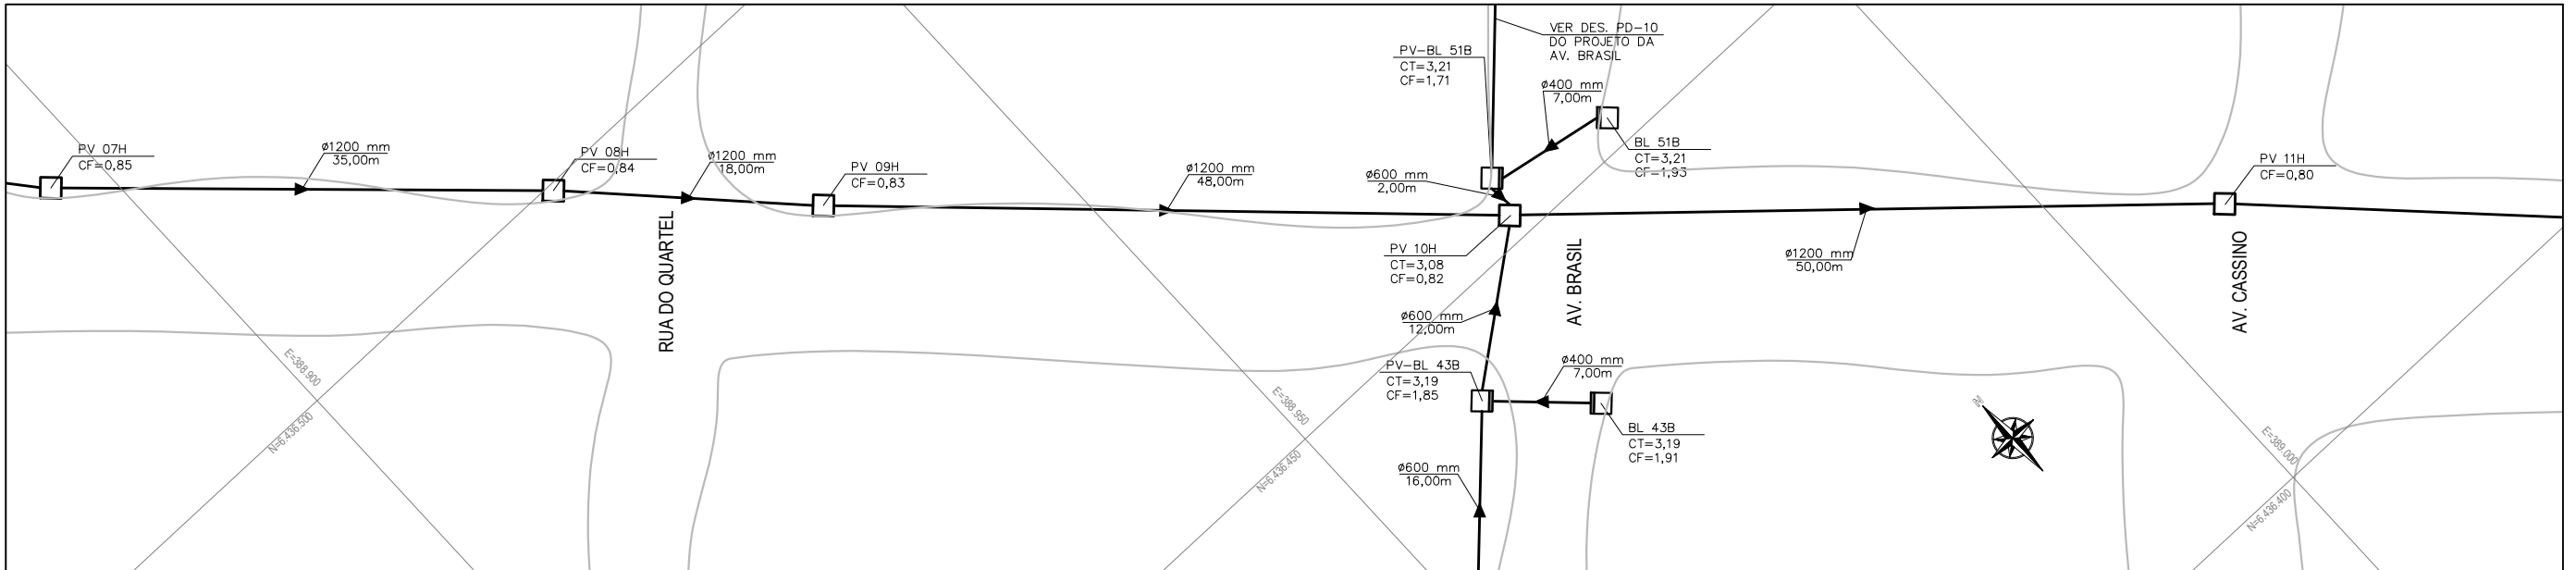 PV 07H
CF=0,85
ø1200 mm
35,00m
PV 08H
CF=0,84
ø1200 mm
18,00m
RUA DO QUARTEL
PV 09H
CF=0,83
ø1200 mm
48,00m
PV-BL 51B
CT=3,21
CF=1,71
VER DES. PD-10
DO PROJETO DA
AV. BRASIL
ø400 mm
7,00m
BL 51B
CT=3,21
CF=1,93
ø600 mm
2,00m
PV 10H
CT=3,08
CF=0,82
AV. BRASIL
ø1200 mm
50,00m
PV 11H
CF=0,80
AV. CASSINO
ø600 mm
12,00m
PV-BL 43B
CT=3,19
CF=1,85
ø400 mm
7,00m
BL 43B
CT=3,19
CF=1,91
ø600 mm
16,00m
E=388.900
N=6.436.500
E=388.950
N=6.436.450
E=389.000
N=6.436.400